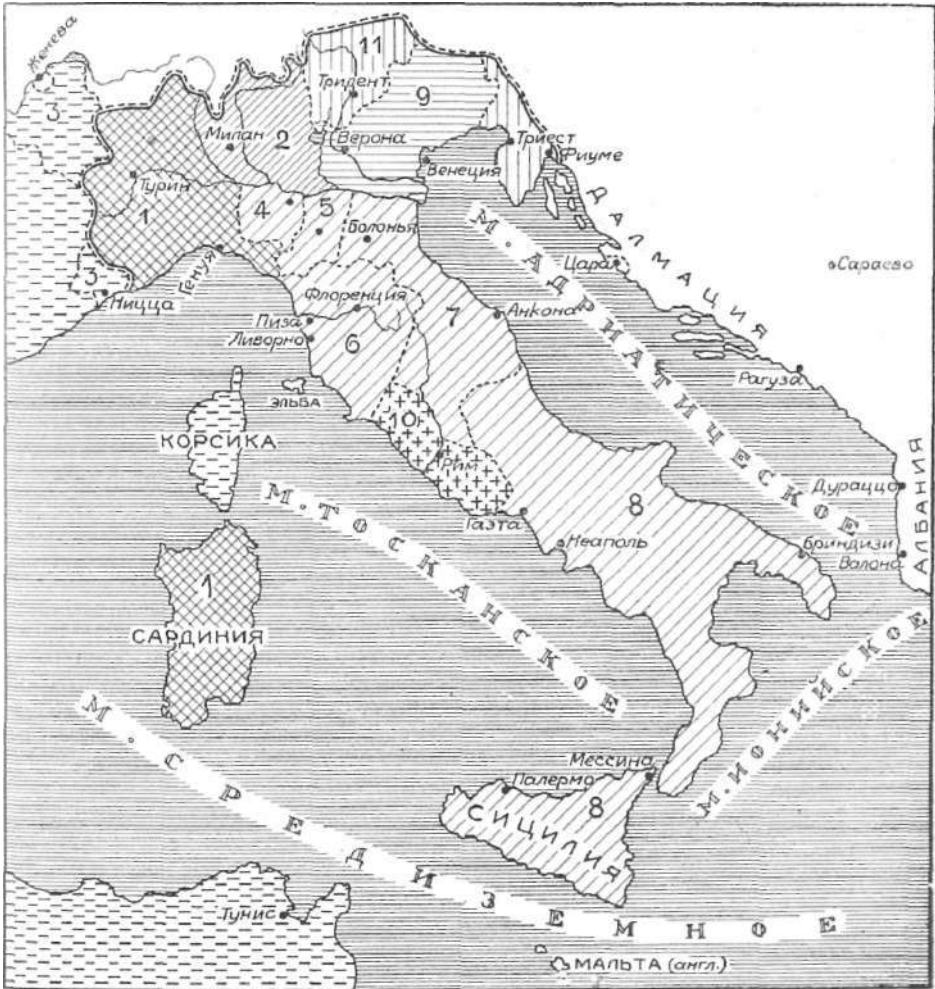 Женева
11
Тридент
3
9
Милан
2
Верона
Триест
Фиуме
Венеция
Турин
1
4
5
Болонья
ДАЛМАЦИЯ
М. АДРИАТИЧЕСКОЕ
Цара
Сараево
3
Ницца
Генуя
Флоренция
7
Анкона
Пиза
Ливорно
6
Рагуза
ЭЛЬБА
10
КОРСИКА
Рим
М. ТОСКАНСКОЕ
8
Дураццо
АЛБАНИЯ
Гаэта
Неаполь
Бриндизи
Валона
1
САРДИНИЯ
М. ИОНИЙСКОЕ
М. СРЕДИЗЕМНОЕ
Мессина
Палермо
8
СИЦИЛИЯ
Тунис
МАЛЬТА (англ.)